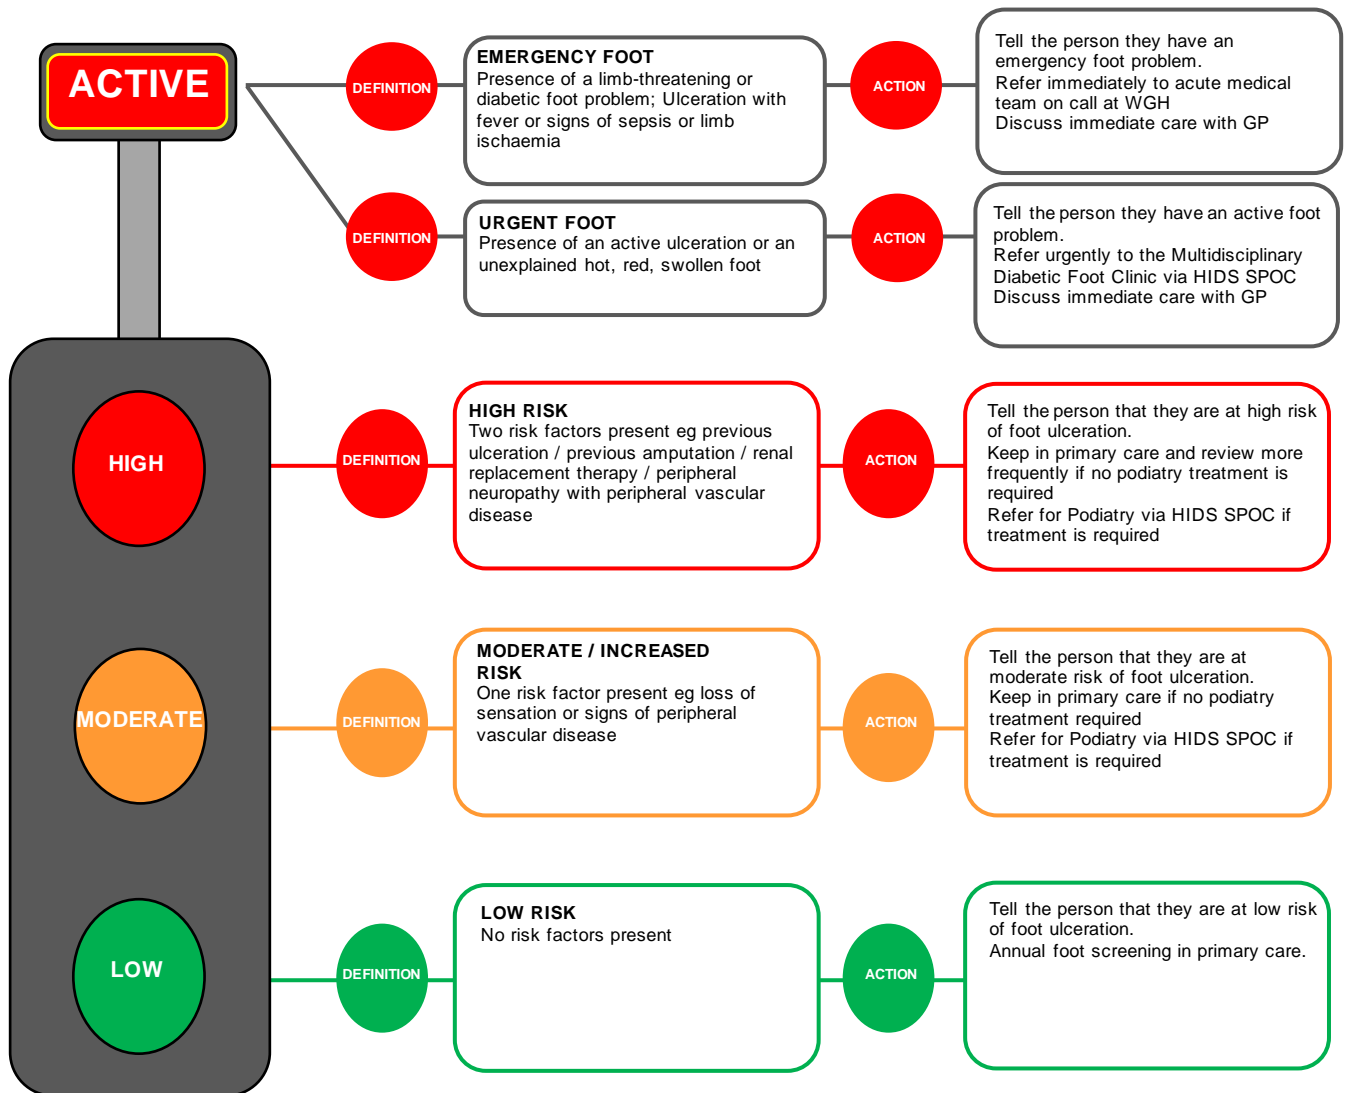 ACTIVE
DEFINITION
EMERGENCY FOOT
Presence of a limb-threatening or
diabetic foot problem; Ulceration with
fever or signs of sepsis or limb
ischaemia
ACTION
Tell the person they have an
emergency foot problem.
Refer immediately to acute medical
team on call at WGH
Discuss immediate care with GP
DEFINITION
URGENT FOOT
Presence of an active ulceration or an
unexplained hot, red, swollen foot
ACTION
Tell the person they have an active foot
problem.
Refer urgently to the Multidisciplinary
Diabetic Foot Clinic via HIDS SPOC
Discuss immediate care with GP
HIGH
DEFINITION
HIGH RISK
Two risk factors present eg previous
ulceration / previous amputation / renal
replacement therapy / peripheral
neuropathy with peripheral vascular
disease
ACTION
Tell the person that they are at high risk
of foot ulceration.
Keep in primary care and review more
frequently if no podiatry treatment is
required
Refer for Podiatry via HIDS SPOC if
treatment is required
MODERATE
DEFINITION
MODERATE / INCREASED
RISK
One risk factor present eg loss of
sensation or signs of peripheral
vascular disease
ACTION
Tell the person that they are at
moderate risk of foot ulceration.
Keep in primary care if no podiatry
treatment required
Refer for Podiatry via HIDS SPOC if
treatment is required
LOW
DEFINITION
LOW RISK
No risk factors present
ACTION
Tell the person that they are at low risk
of foot ulceration.
Annual foot screening in primary care.